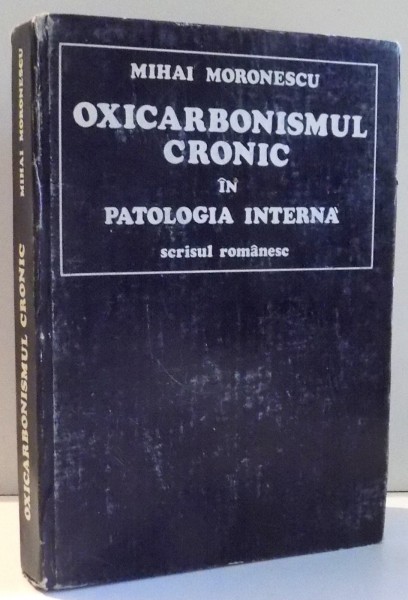 MIHAI MORONESCU
OXICARBONISMUL
CRONIC
ÎN
PATOLOGIA INTERNĂ
scrisul românesc
OXICARBONISMUL CRONIC MIHAI MORONESCU